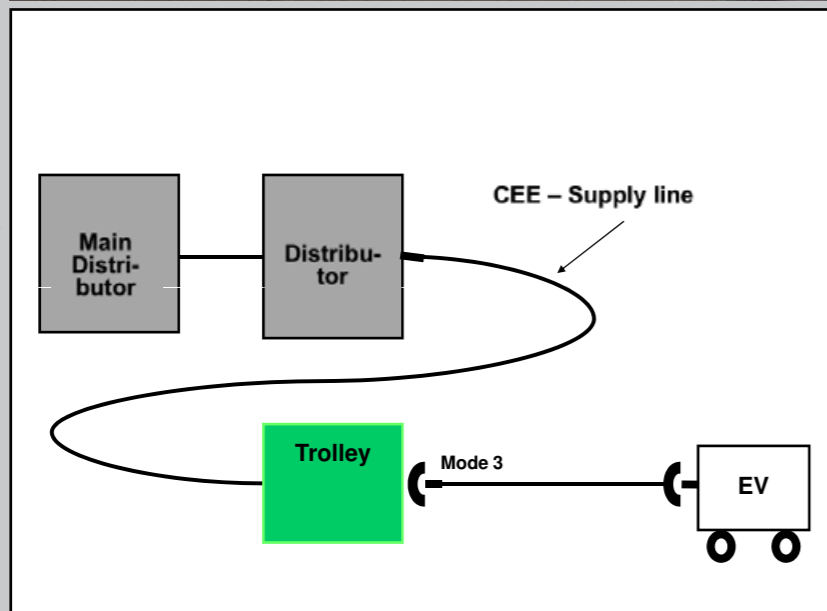 CEE – Supply line
Main
Distri-
butor
Distribu-
tor
Trolley
Mode 3
EV